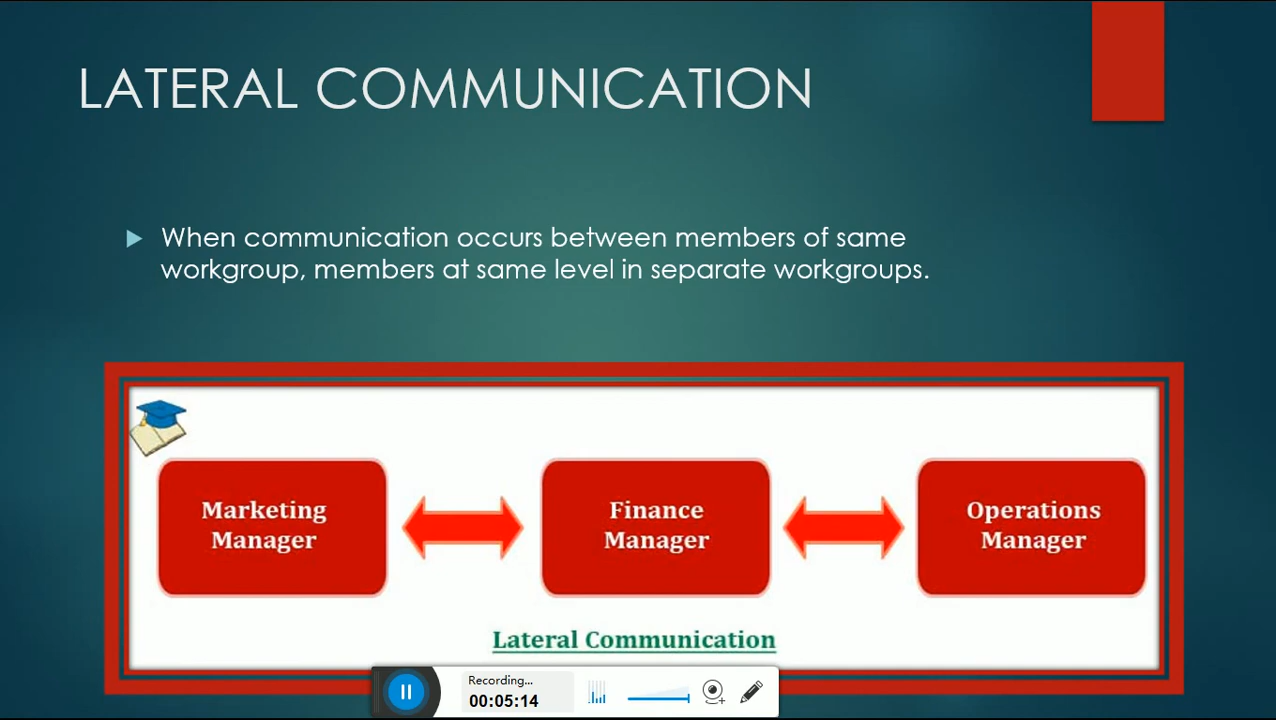 LATERAL COMMUNICATION
When communication occurs between members of same
workgroup, members at same level in separate workgroups.
Marketing
Manager
Finance
Manager
Operations
Manager
Lateral Communication
Recording...
00:05:14